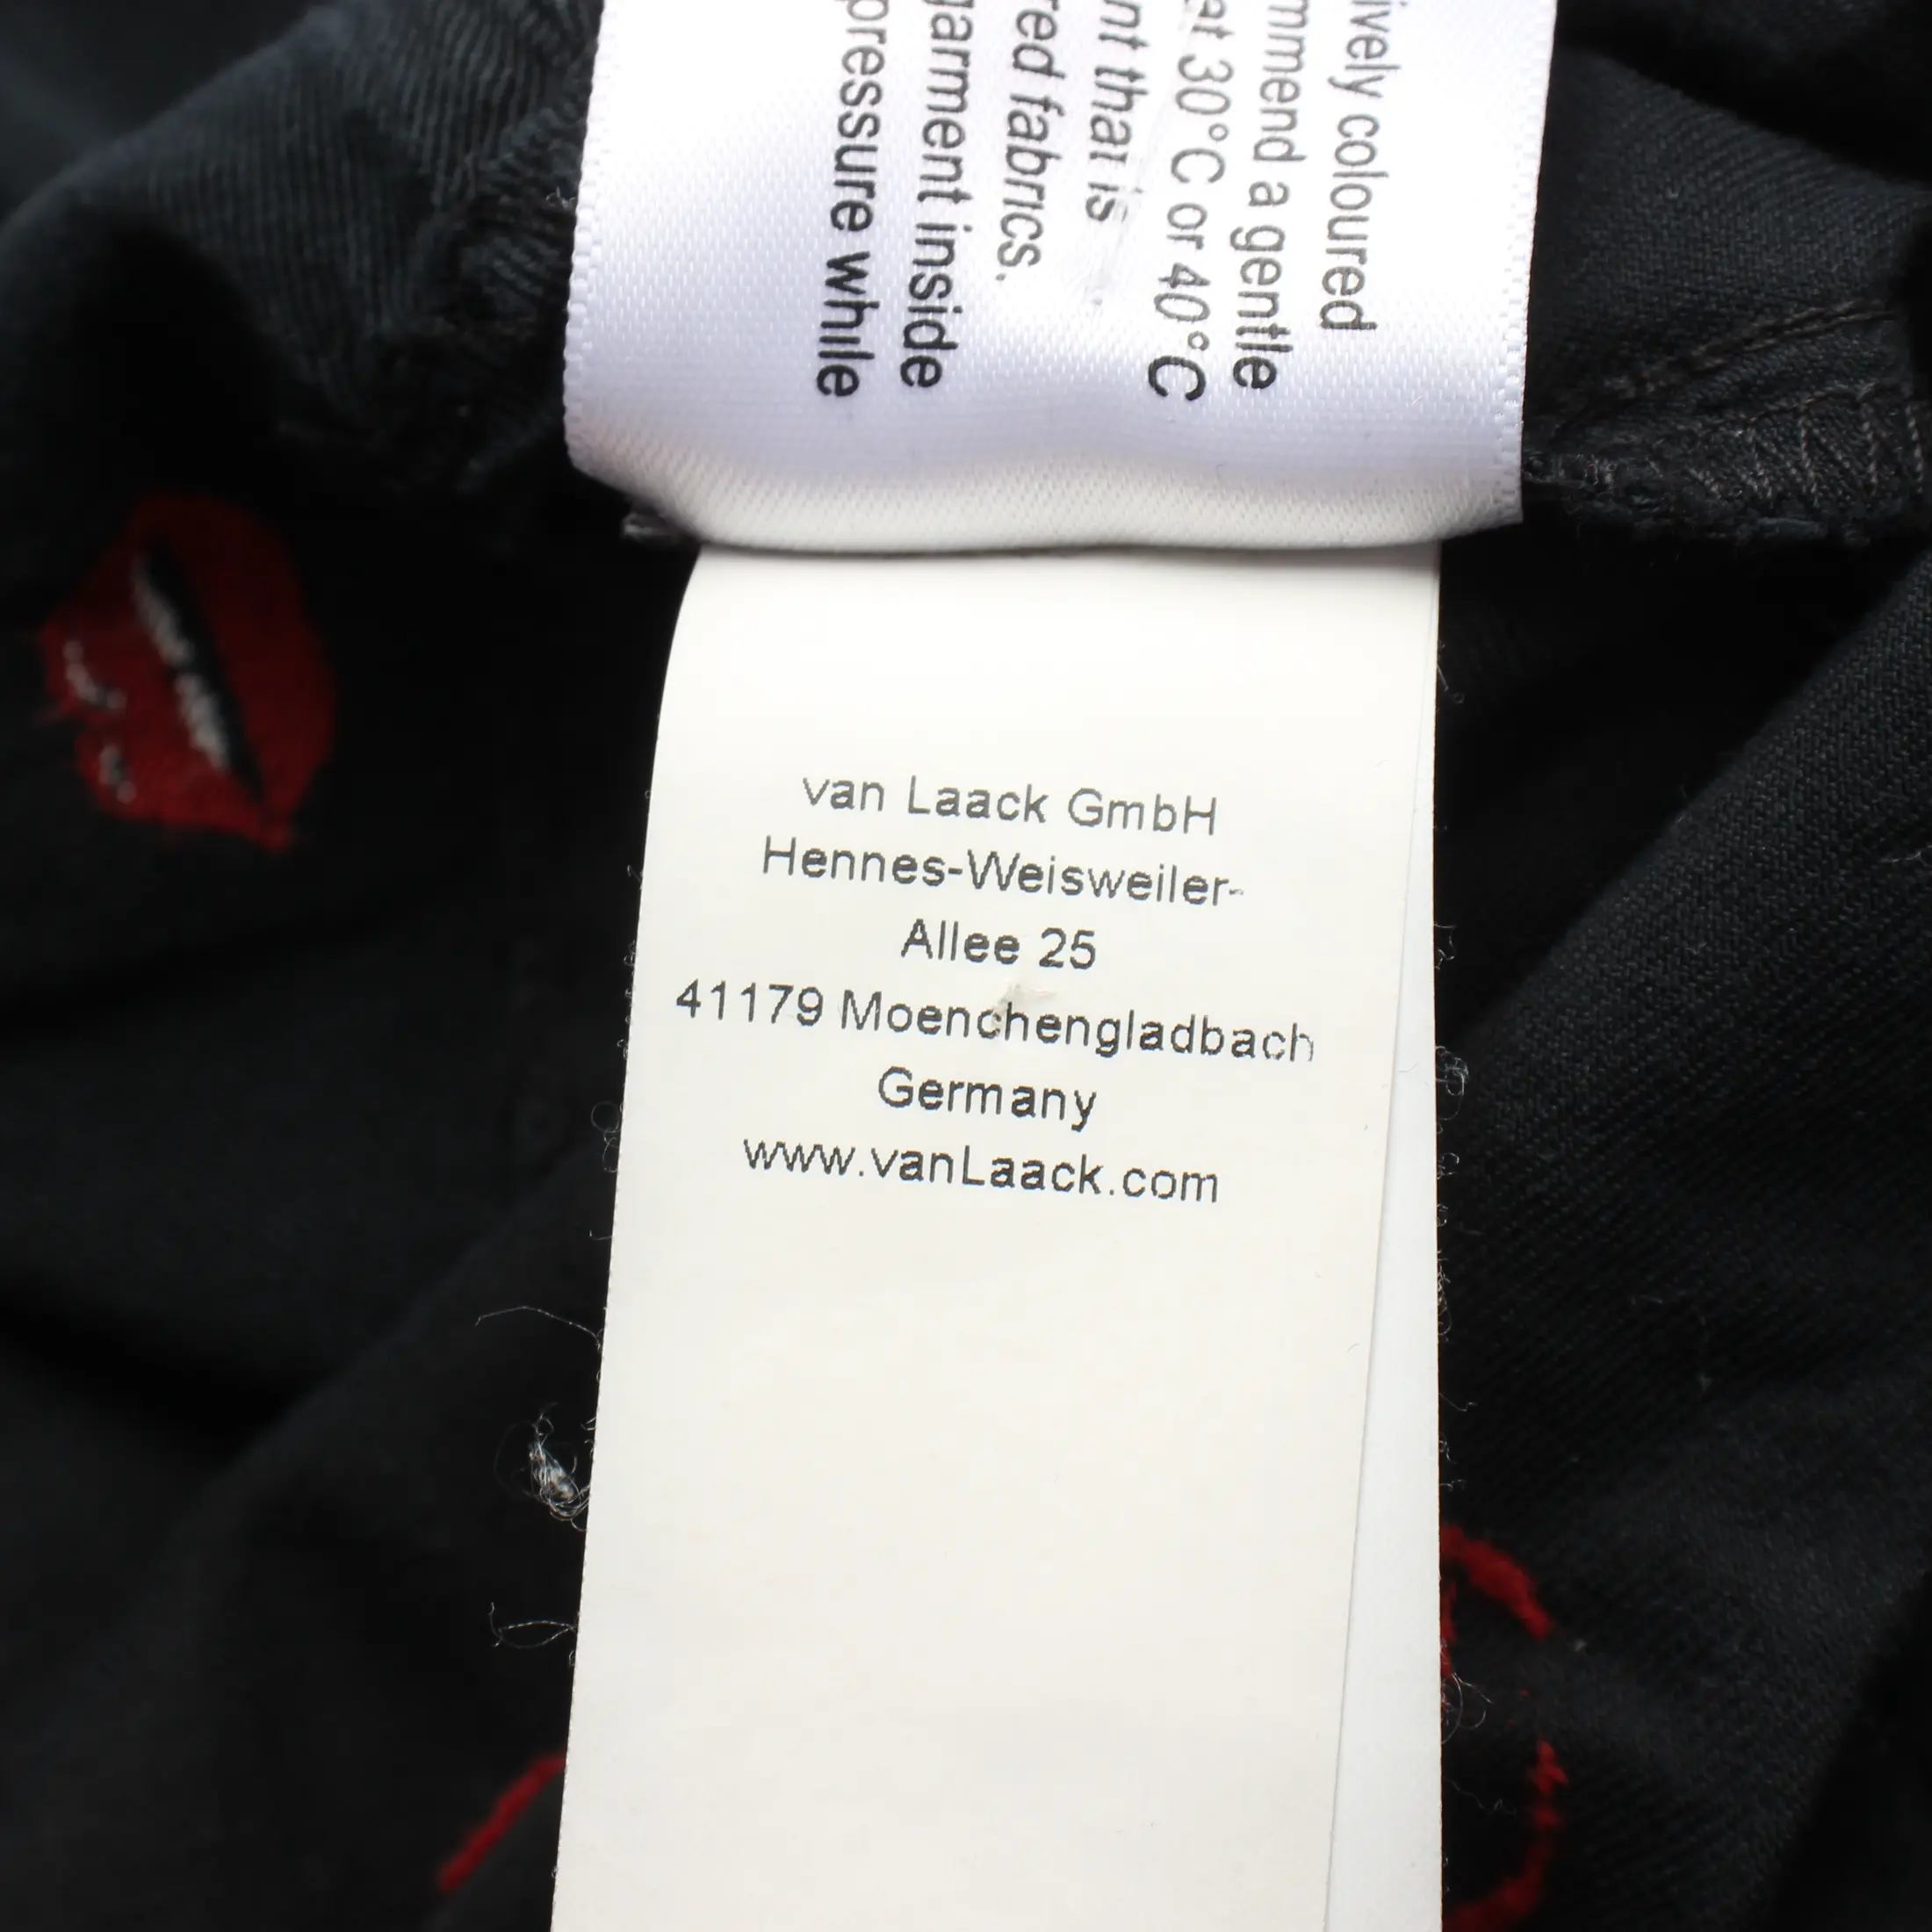 ively coloured
mmend a gentle
at 30°C or 40°C
nt that is
red fabrics.
garment inside
pressure while
van Laack GmbH
Hennes-Weisweiler-
Allee 25
41179 Moenchengladbach
Germany
www.vanLaack.com